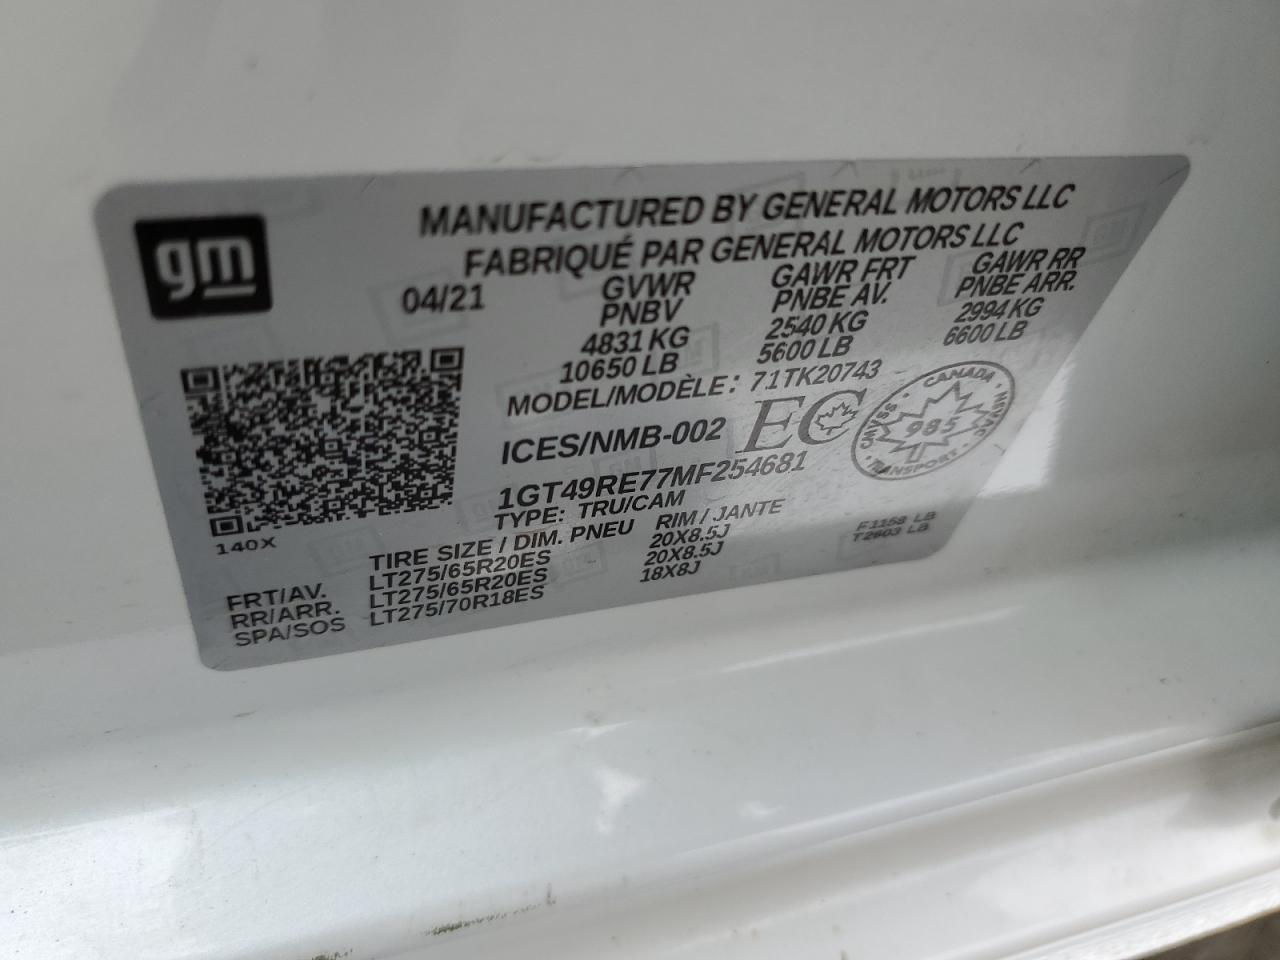 gm
MANUFACTURED BY GENERAL MOTORS LLC
FABRIQUÉ PAR GENERAL MOTORS LLC
04/21 GVWR GAWR FRT GAWR RR
PNBV PNBE AV. PNBE ARR.
4831 KG 2540 KG 2994 KG
10650 LB 5600 LB 6600 LB
MODEL/MODÈLE: 71TK20743
ICES/NMB-002 EC
CANADA · NVAC · TRANSPORT · CMVSS ·
985
1GT49RE77MF254681
TYPE: TRU/CAM
140X
TIRE SIZE / DIM. PNEU RIM / JANTE
FRT/AV. LT275/65R20ES 20X8.5J
RR/ARR. LT275/65R20ES 20X8.5J
SPA/SOS LT275/70R18ES 18X8J
F1158 LB
T2603 LB